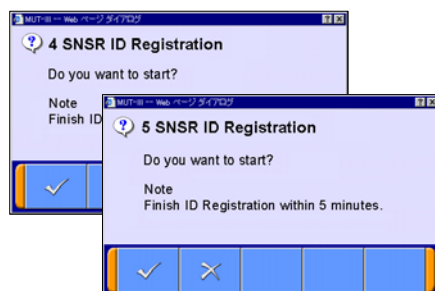 MUT-III -- Web ページ ダイアログ
4 SNSR ID Registration
Do you want to start?
Note
Finish ID
MUT-III -- Web ページ ダイアログ
5 SNSR ID Registration
Do you want to start?
Note
Finish ID Registration within 5 minutes.